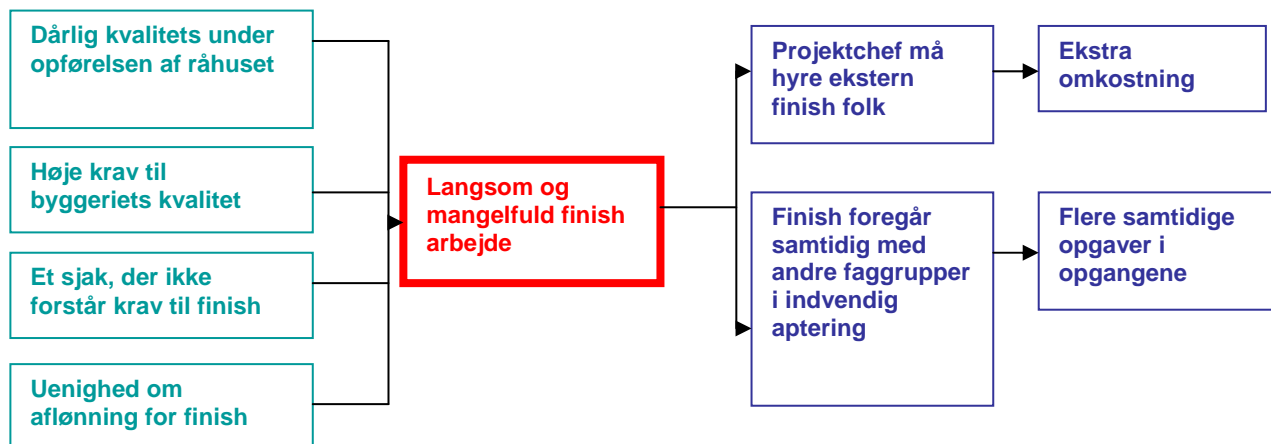 Dårlig kvalitets under
opførelsen af råhuset
Høje krav til
byggeriets kvalitet
Et sjak, der ikke
forstår krav til finish
Uenighed om
aflønning for finish
Langsom og
mangelfuld finish
arbejde
Projektchef må
hyre ekstern
finish folk
Ekstra
omkostning
Finish foregår
samtidig med
andre faggrupper
i indvendig
aptering
Flere samtidige
opgaver i
opgangene